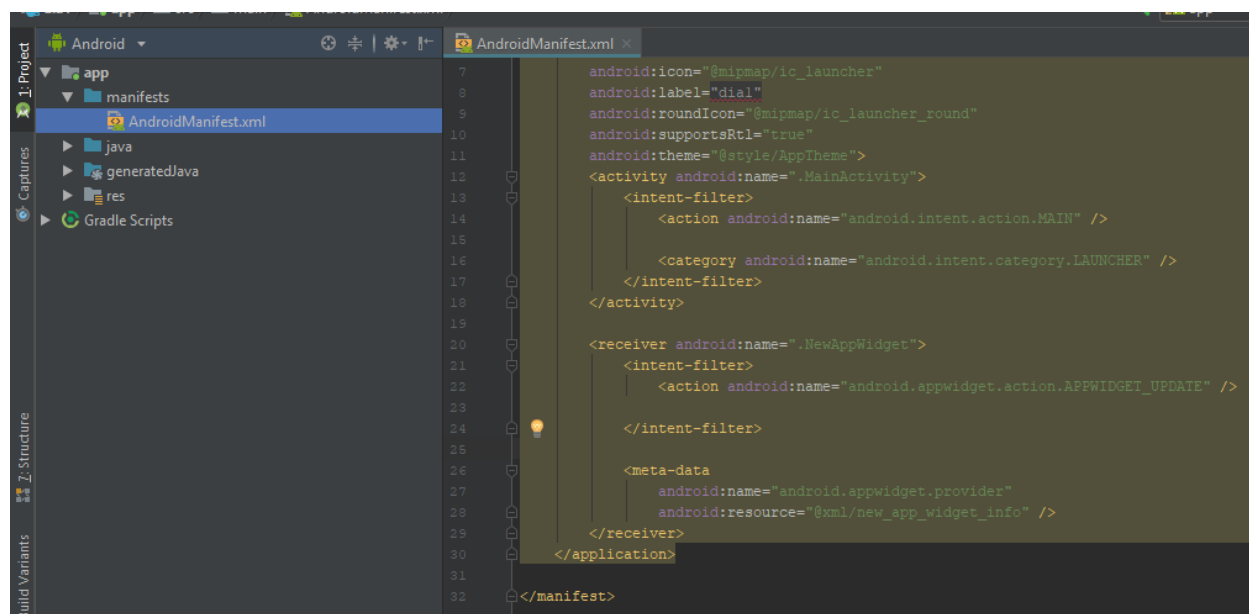 Android
AndroidManifest.xml
1: Project
Captures
7: Structure
Build Variants
app
manifests
AndroidManifest.xml
java
generatedJava
res
Gradle Scripts
7 android:icon="@mipmap/ic_launcher"
8 android:label="dial"
9 android:roundIcon="@mipmap/ic_launcher_round"
10 android:supportsRtl="true"
11 android:theme="@style/AppTheme">
12 <activity android:name=".MainActivity">
13 <intent-filter>
14 <action android:name="android.intent.action.MAIN" />
15
16 <category android:name="android.intent.category.LAUNCHER" />
17 </intent-filter>
18 </activity>
19
20 <receiver android:name=".NewAppWidget">
21 <intent-filter>
22 <action android:name="android.appwidget.action.APPWIDGET_UPDATE" />
23
24 </intent-filter>
25
26 <meta-data
27 android:name="android.appwidget.provider"
28 android:resource="@xml/new_app_widget_info" />
29 </receiver>
30 </application>
31
32 </manifest>